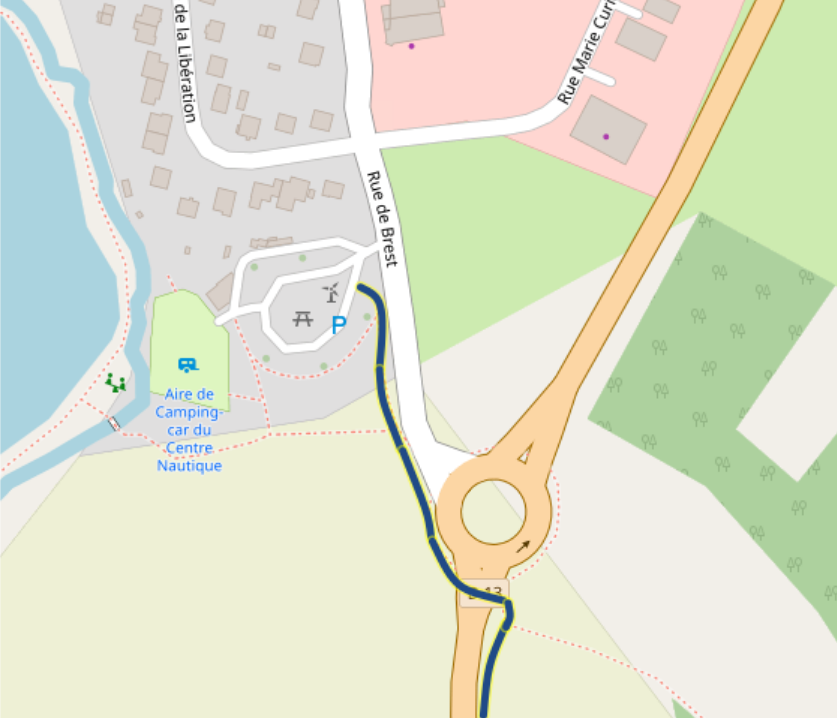 de la Libération
Rue Marie Curi
Rue de Brest
P
Aire de
Camping-
car du
Centre
Nautique